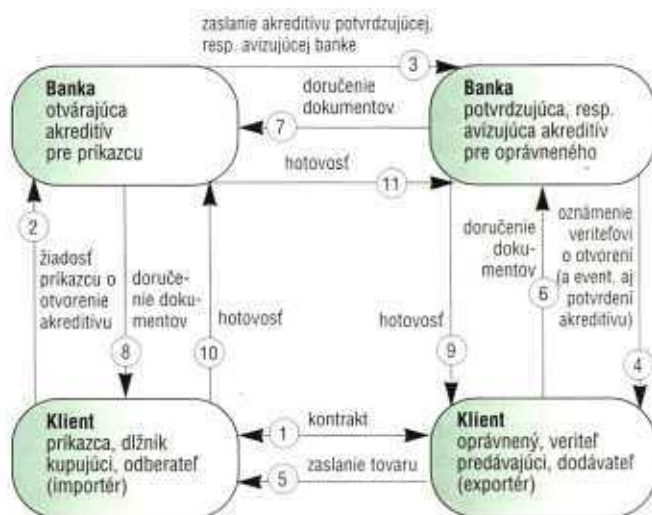 zaslanie akreditívu potvrdzujúcej,
resp. avizujúcej banke
3
Banka
otvárajúca
akreditív
pre príkazcu
doručenie
dokumentov
7
Banka
potvrdzujúca, resp.
avizujúca akreditív
pre oprávneného
hotovosť
11
2
žiadosť
príkazcu o
otvorenie
akreditívu
doruče-
nie doku-
mentov
8
hotovosť
10
hotovosť
9
doručenie
doku-
mentov
6
oznámenie
veriteľovi
o otvorení
(a event. aj
potvrdení
akreditívu)
4
Klient
príkazca, dlžník
kupujúci, odberateľ
(importér)
kontrakt
1
zaslanie tovaru
5
Klient
oprávnený, veriteľ
predávajúci, dodávateľ
(exportér)